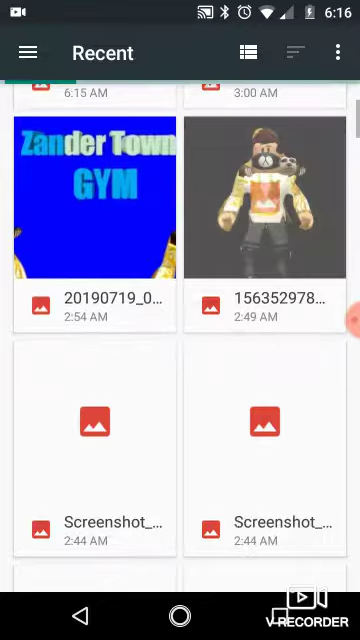 6:16
Recent
6:15 AM
3:00 AM
Zander Town
GYM
20190719_0...
2:54 AM
156352978...
2:49 AM
Screenshot_...
2:44 AM
Screenshot_...
2:44 AM
V RECORDER